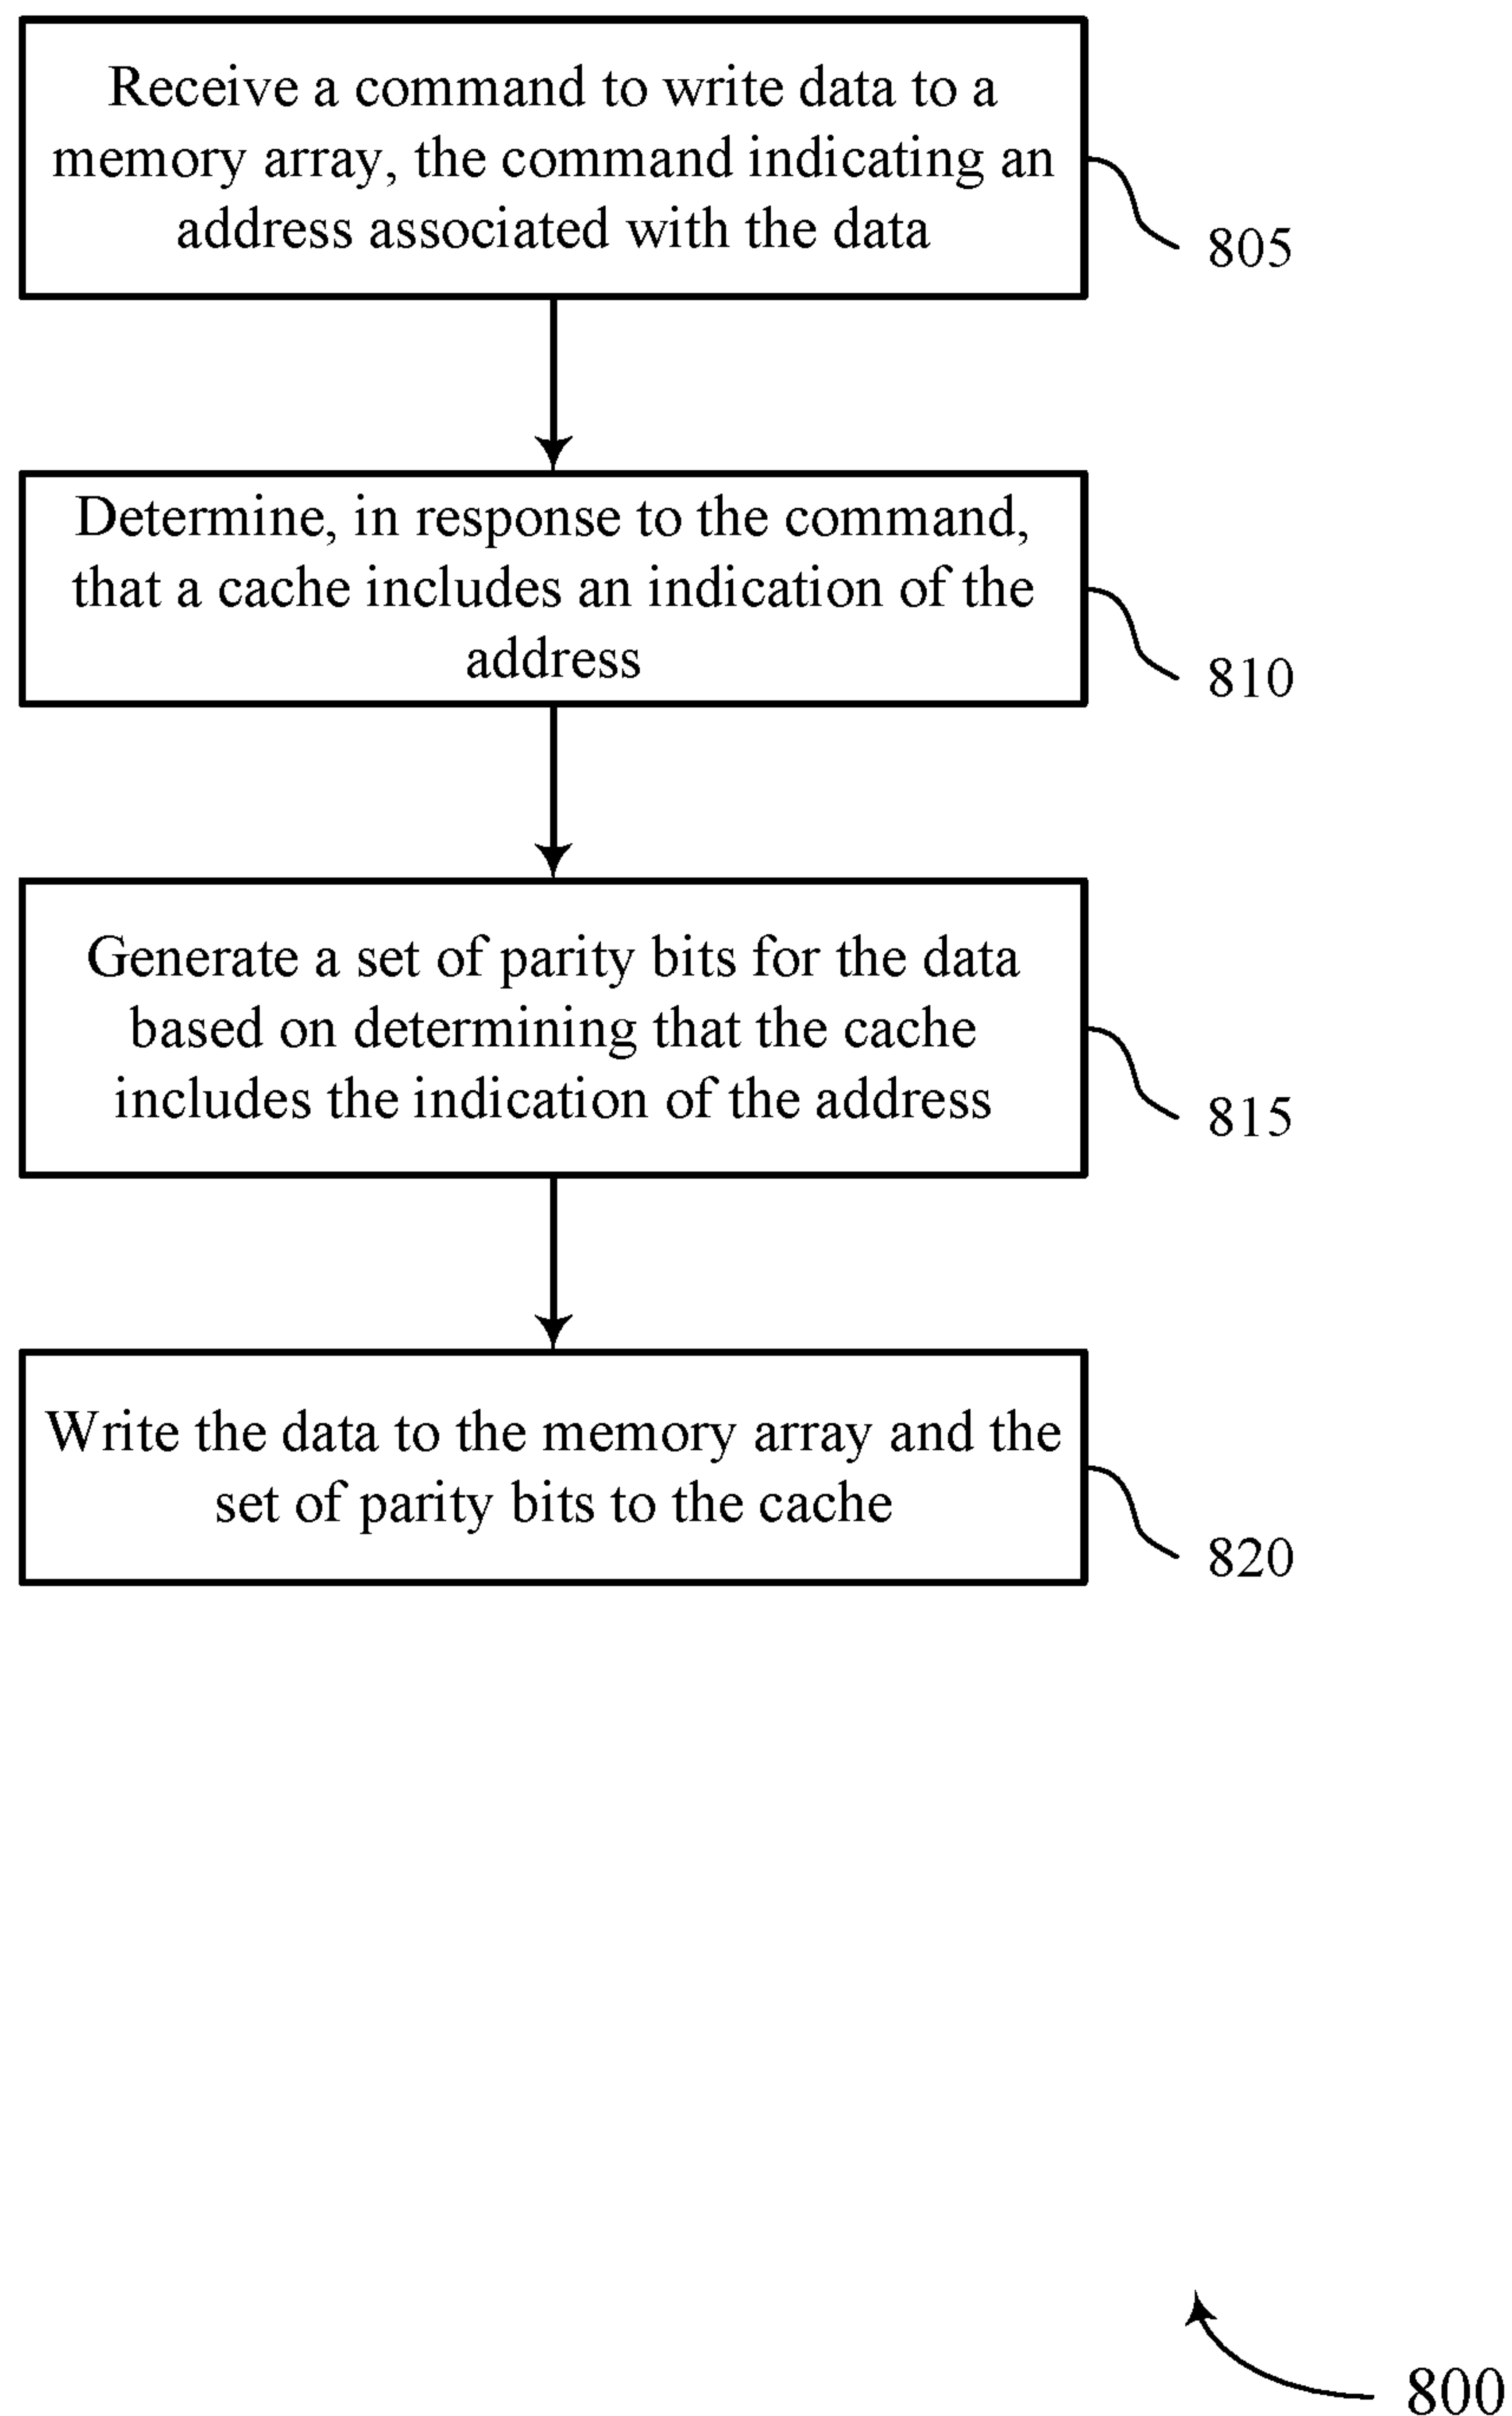 Receive a command to write data to a
memory array, the command indicating an
address associated with the data
805
Determine, in response to the command,
that a cache includes an indication of the
address
810
Generate a set of parity bits for the data
based on determining that the cache
includes the indication of the address
815
Write the data to the memory array and the
set of parity bits to the cache
820
800